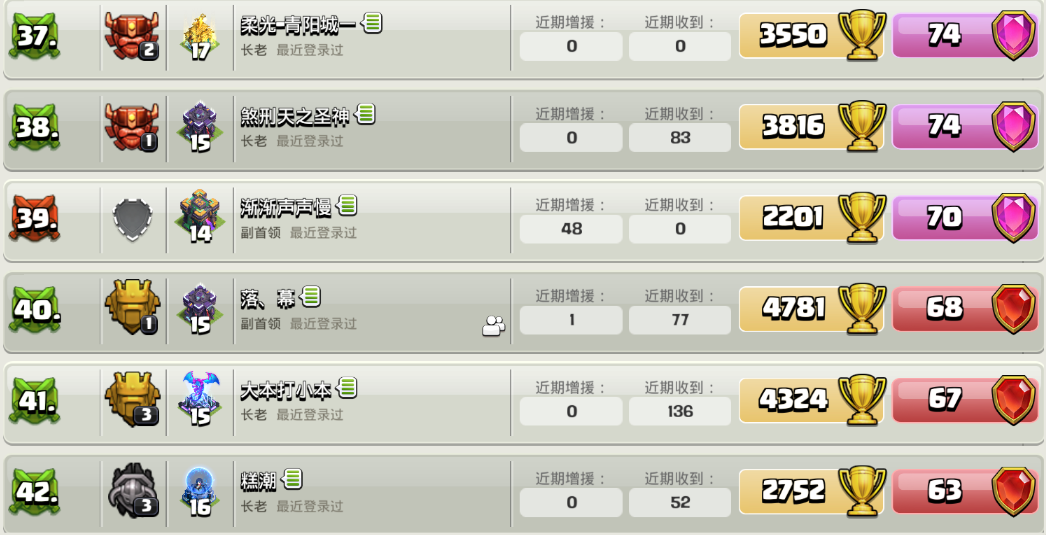 37. 2 17 柔光-青阳城一 近期增援： 近期收到： 3550 74
长老 最近登录过 0 0
38. 1 15 煞刑天之圣神 近期增援： 近期收到： 3816 74
长老 最近登录过 0 83
39. 14 渐渐声声慢 近期增援： 近期收到： 2201 70
副首领 最近登录过 48 0
40. 1 15 落、幕 近期增援： 近期收到： 4781 68
副首领 最近登录过 1 77
41. 3 15 大本打小本 近期增援： 近期收到： 4324 67
长老 最近登录过 0 136
42. 3 16 糕潮 近期增援： 近期收到： 2752 63
长老 最近登录过 0 52